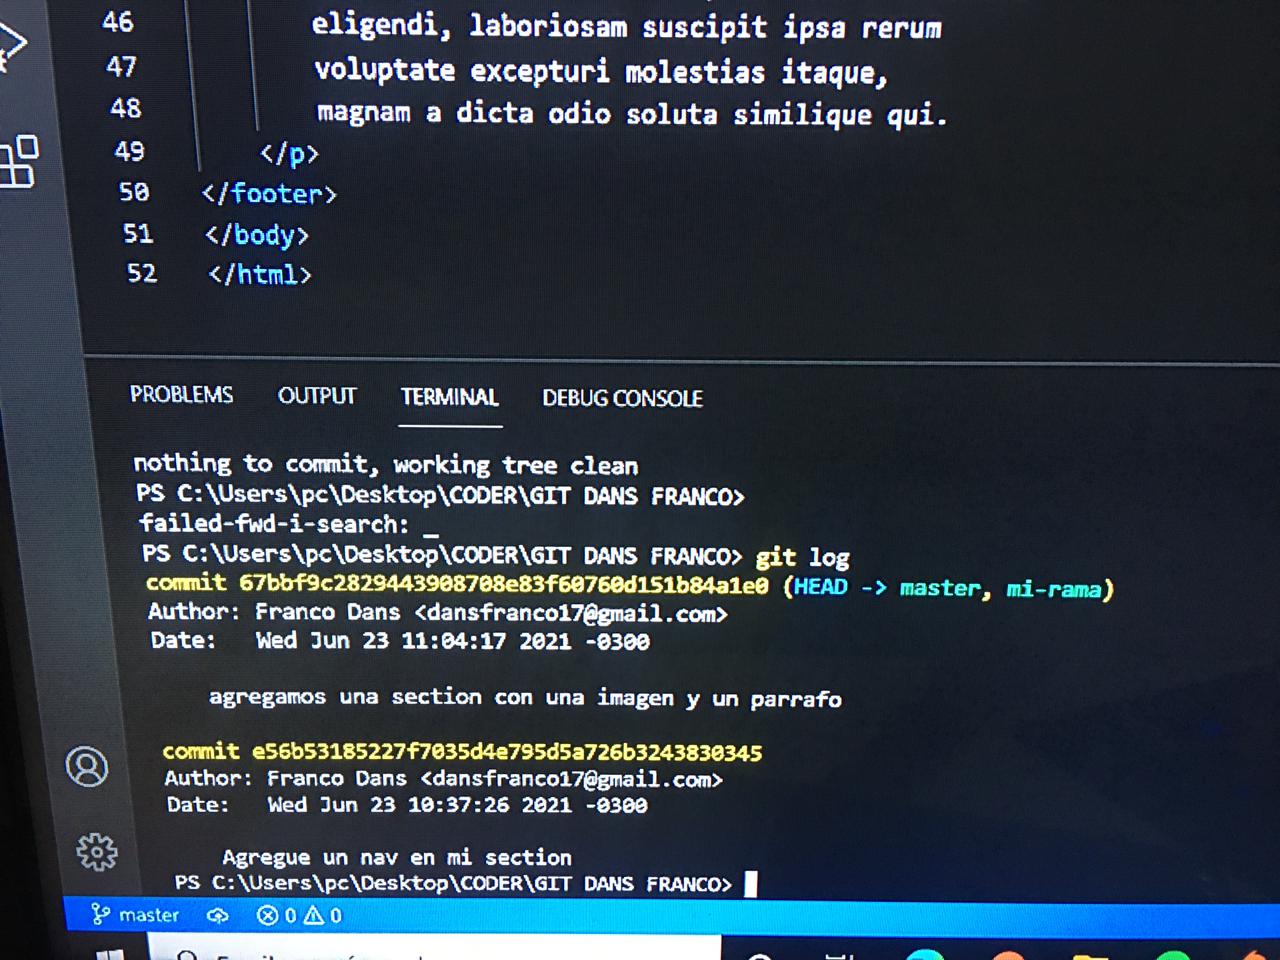 46 eligendi, laboriosam suscipit ipsa rerum
47 voluptate excepturi molestias itaque,
48 magnam a dicta odio soluta similique qui.
49 </p>
50 </footer>
51 </body>
52 </html>
PROBLEMS OUTPUT TERMINAL DEBUG CONSOLE
nothing to commit, working tree clean
PS C:\Users\pc\Desktop\CODER\GIT DANS FRANCO>
failed-fwd-i-search: _
PS C:\Users\pc\Desktop\CODER\GIT DANS FRANCO> git log
commit 67bbf9c2829443908708e83f60760d151b84a1e0 (HEAD -> master, mi-rama)
Author: Franco Dans <dansfranco17@gmail.com>
Date: Wed Jun 23 11:04:17 2021 -0300
agregamos una section con una imagen y un parrafo
commit e56b53185227f7035d4e795d5a726b3243830345
Author: Franco Dans <dansfranco17@gmail.com>
Date: Wed Jun 23 10:37:26 2021 -0300
Agregue un nav en mi section
PS C:\Users\pc\Desktop\CODER\GIT DANS FRANCO>
master 0 0